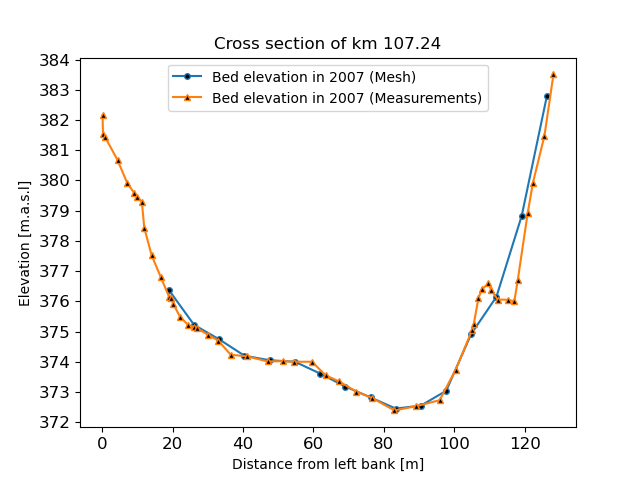 Cross section of km 107.24
Bed elevation in 2007 (Mesh)
Bed elevation in 2007 (Measurements)
Elevation [m.a.s.l]
384
383
382
381
380
379
378
377
376
375
374
373
372
0 20 40 60 80 100 120
Distance from left bank [m]